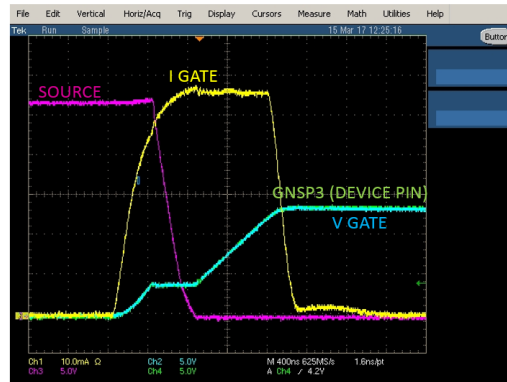 File Edit Vertical Horiz/Acq Trig Display Cursors Measure Math Utilities Help
Tek Run Sample 15 Mar 17 12:25:16
Button
I GATE
SOURCE
GNSP3 (DEVICE PIN)
V GATE
Ch1 10.0mA Ω Ch2 5.0V M 400ns 625MS/s 1.6ns/pt
Ch3 5.0V Ch4 5.0V A Ch4 ∕ 4.2V